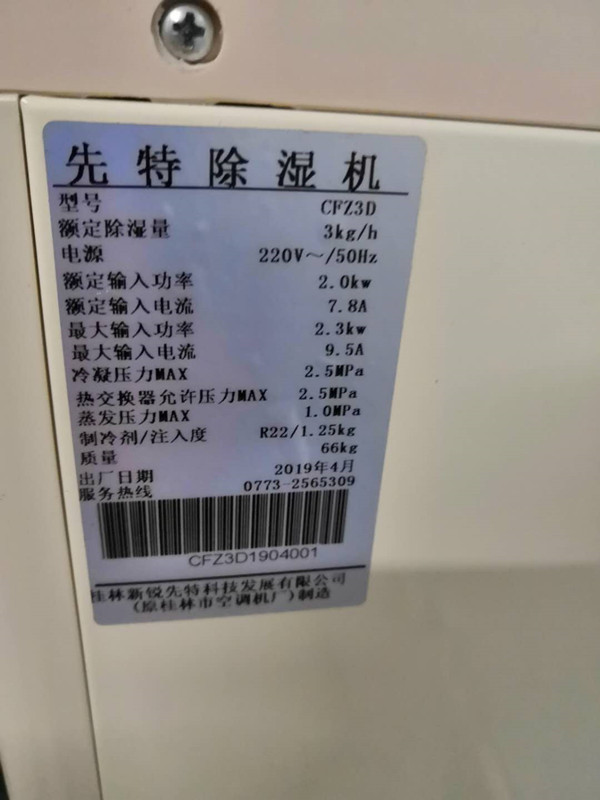 先特除湿机
型号 CFZ3D
额定除湿量 3kg/h
电源 220V～/50Hz
额定输入功率 2.0kw
额定输入电流 7.8A
最大输入功率 2.3kw
最大输入电流 9.5A
冷凝压力MAX 2.5MPa
热交换器允许压力MAX 2.5MPa
蒸发压力MAX 1.0MPa
制冷剂/注入度 R22/1.25kg
质量 66kg
出厂日期 2019年4月
服务热线 0773-2565309
CFZ3D1904001
桂林新锐先特科技发展有限公司
(原桂林市空调机厂)制造